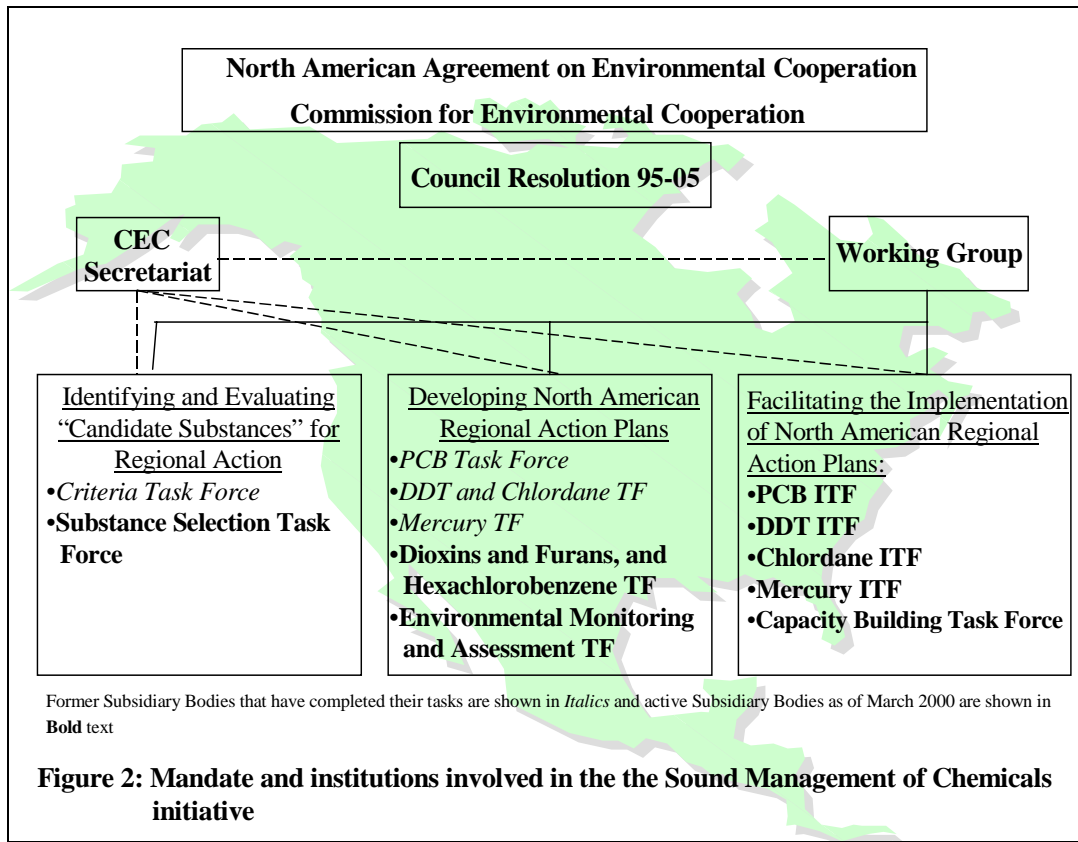 North American Agreement on Environmental Cooperation
Commission for Environmental Cooperation
Council Resolution 95-05
CEC
Secretariat
Working Group
Identifying and Evaluating
“Candidate Substances” for
Regional Action
•Criteria Task Force
•Substance Selection Task
Force
Developing North American
Regional Action Plans
•PCB Task Force
•DDT and Chlordane TF
•Mercury TF
•Dioxins and Furans, and
Hexachlorobenzene TF
•Environmental Monitoring
and Assessment TF
Facilitating the Implementation
of North American Regional
Action Plans:
•PCB ITF
•DDT ITF
•Chlordane ITF
•Mercury ITF
•Capacity Building Task Force
Former Subsidiary Bodies that have completed their tasks are shown in Italics and active Subsidiary Bodies as of March 2000 are shown in
Bold text
Figure 2: Mandate and institutions involved in the the Sound Management of Chemicals
initiative